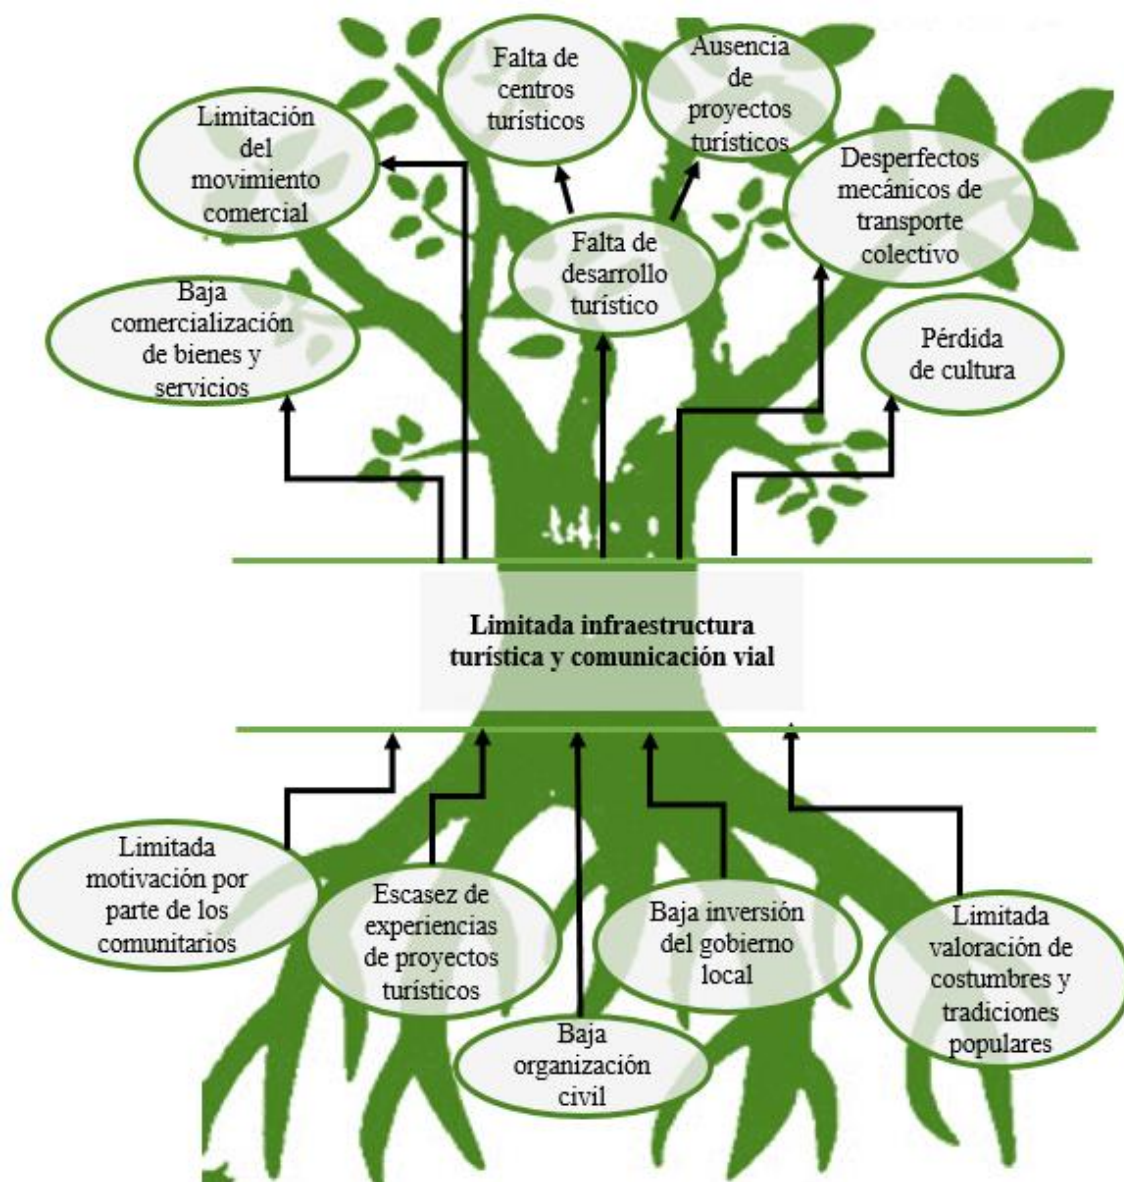 Falta de
centros
turísticos
Ausencia
de
proyectos
turísticos
Limitación
del
movimiento
comercial
Desperfectos
mecánicos de
transporte
colectivo
Falta de
desarrollo
turístico
Baja
comercialización
de bienes y
servicios
Pérdida
de cultura
Limitada infraestructura
turística y comunicación vial
Limitada
motivación por
parte de los
comunitarios
Escasez de
experiencias
de proyectos
turísticos
Baja
organización
civil
Baja inversión
del gobierno
local
Limitada
valoración de
costumbres y
tradiciones
populares